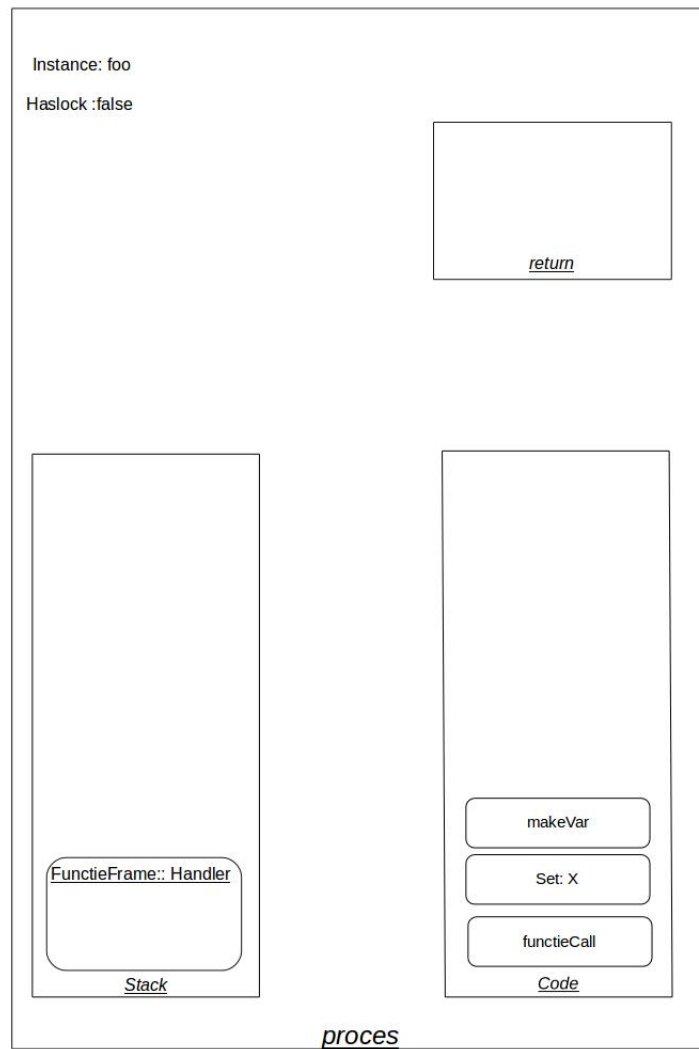 Instance: foo
Haslock :false
return
makeVar
FunctieFrame:: Handler
Set: X
functieCall
Stack
Code
proces